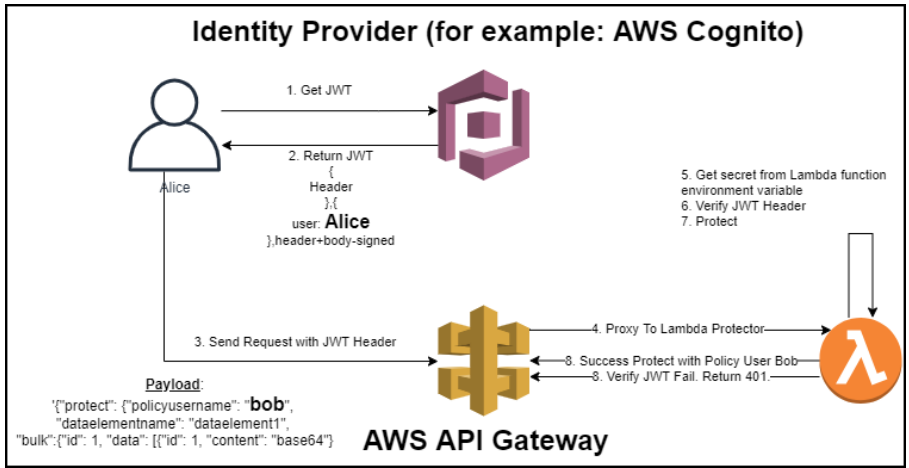 Identity Provider (for example: AWS Cognito)
1. Get JWT
2. Return JWT
{
Header
},{
user: Alice
},header+body-signed
Alice
5. Get secret from Lambda function
environment variable
6. Verify JWT Header
7. Protect
3. Send Request with JWT Header
4. Proxy To Lambda Protector
8. Success Protect with Policy User Bob
8. Verify JWT Fail. Return 401.
λ
Payload:
'{"protect": {"policyusername": "bob",
"dataelementname": "dataelement1",
"bulk":{"id": 1, "data": [{"id": 1, "content": "base64"}
AWS API Gateway